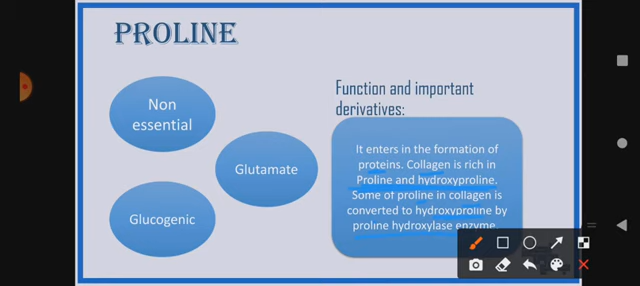 PROLINE
Non
essential
Glutamate
Glucogenic
Function and important
derivatives:
It enters in the formation of
proteins. Collagen is rich in
Proline and hydroxyproline.
Some of proline in collagen is
converted to hydroxyproline by
proline hydroxylase enzyme.